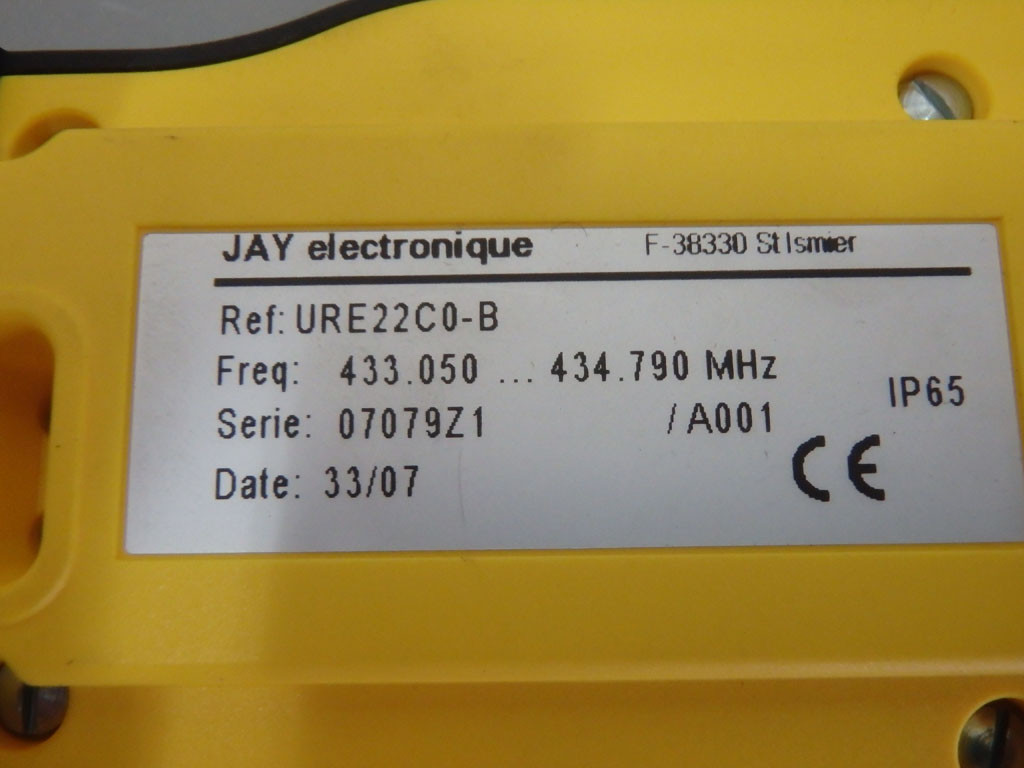 JAY electronique F-38330 St Ismier
Ref: URE22C0-B
Freq: 433.050 ... 434.790 MHz
IP65
Serie: 07079Z1 /A001
Date: 33/07
CE